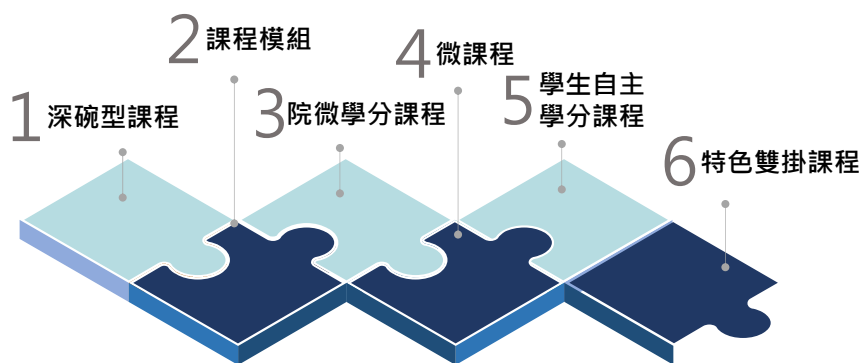 1 深碗型課程
2 課程模組
3 院微學分課程
4 微課程
5 學生自主
學分課程
6 特色雙掛課程